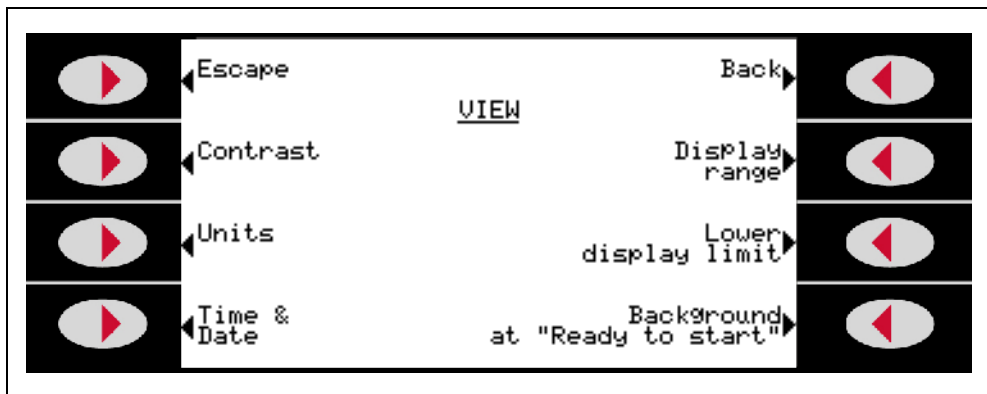 Escape
Back
VIEW
Contrast
Display
range
Units
Lower
display limit
Time &
Date
Background
at "Ready to start"